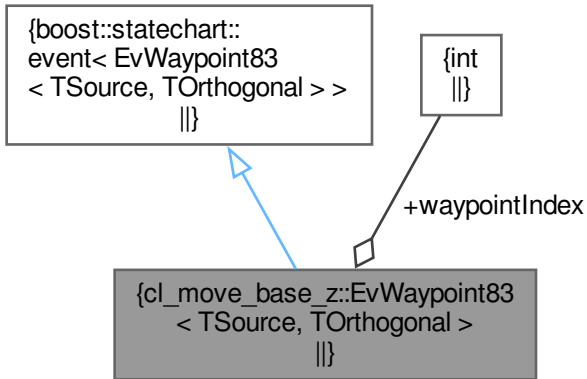 {boost::statechart::
event< EvWaypoint83
< TSource, TOrthogonal > >
||}
{int
||}
+waypointIndex
{cl_move_base_z::EvWaypoint83
< TSource, TOrthogonal >
||}